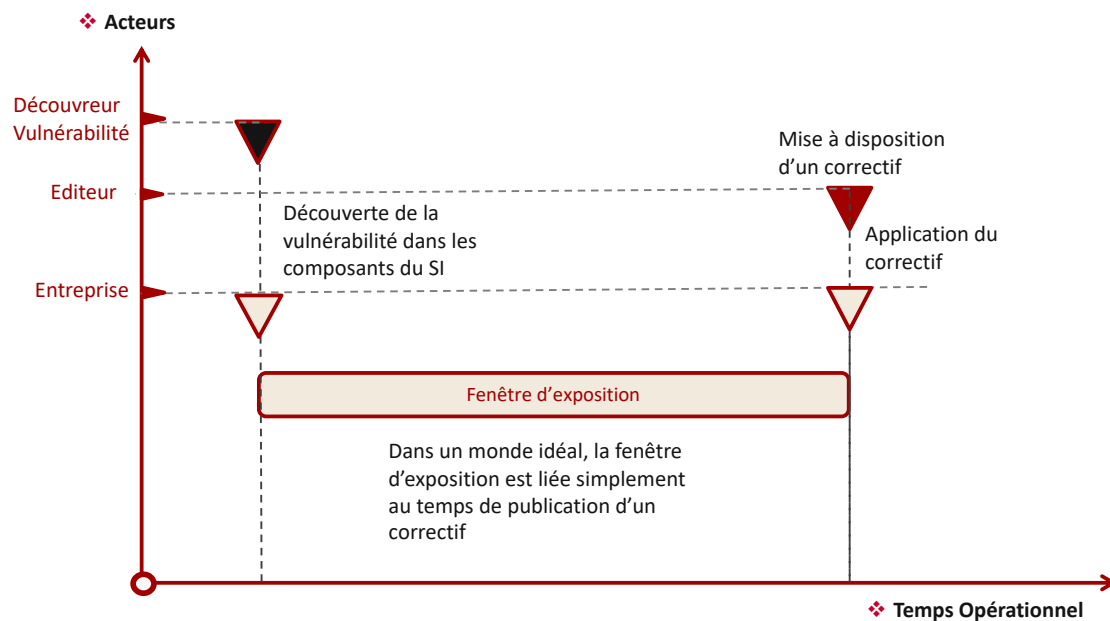 ❖ Acteurs
Découvreur
Vulnérabilité
Mise à disposition
d’un correctif
Editeur
Découverte de la
vulnérabilité dans les
composants du SI
Application du
correctif
Entreprise
Fenêtre d’exposition
Dans un monde idéal, la fenêtre
d’exposition est liée simplement
au temps de publication d’un
correctif
❖ Temps Opérationnel